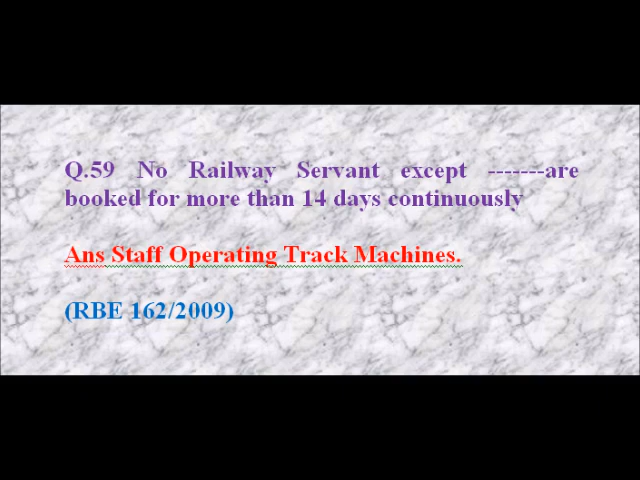 Q.59 No Railway Servant except -------are
booked for more than 14 days continuously
Ans Staff Operating Track Machines.
(RBE 162/2009)